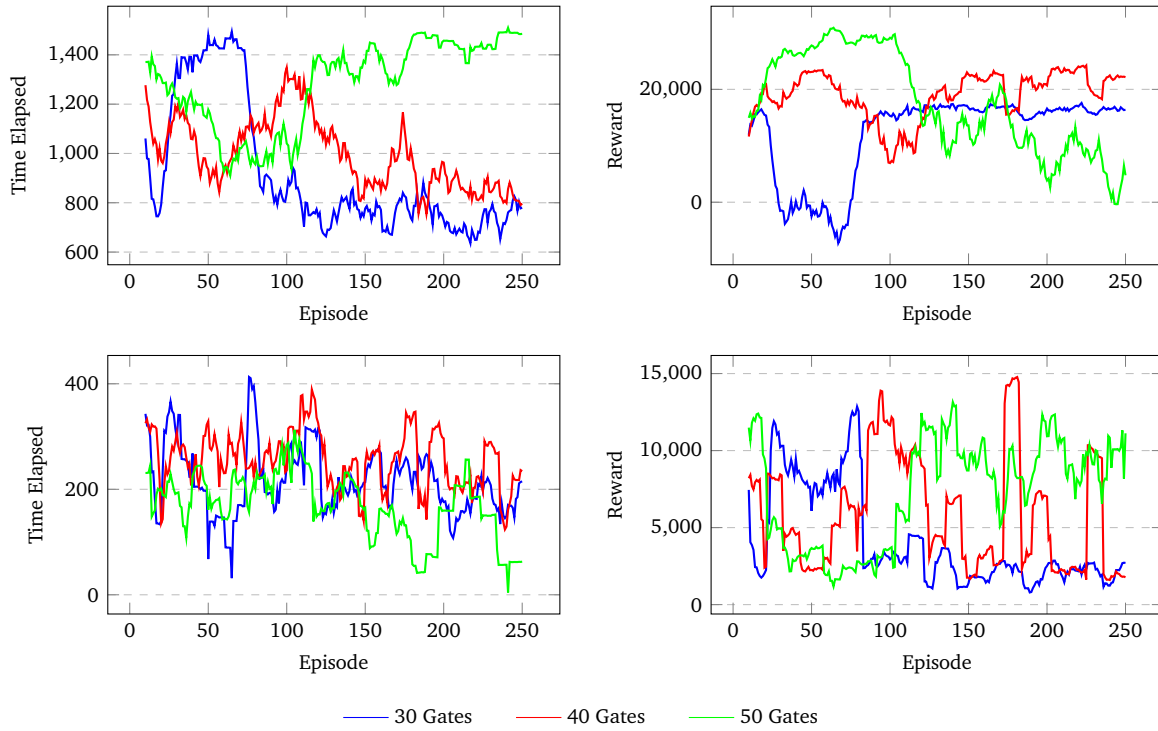 1,400
1,200
1,000
800
600
Time Elapsed
0 50 100 150 200 250
Episode
20,000
0
Reward
0 50 100 150 200 250
Episode
400
200
0
Time Elapsed
0 50 100 150 200 250
Episode
15,000
10,000
5,000
0
Reward
0 50 100 150 200 250
Episode
30 Gates 40 Gates 50 Gates